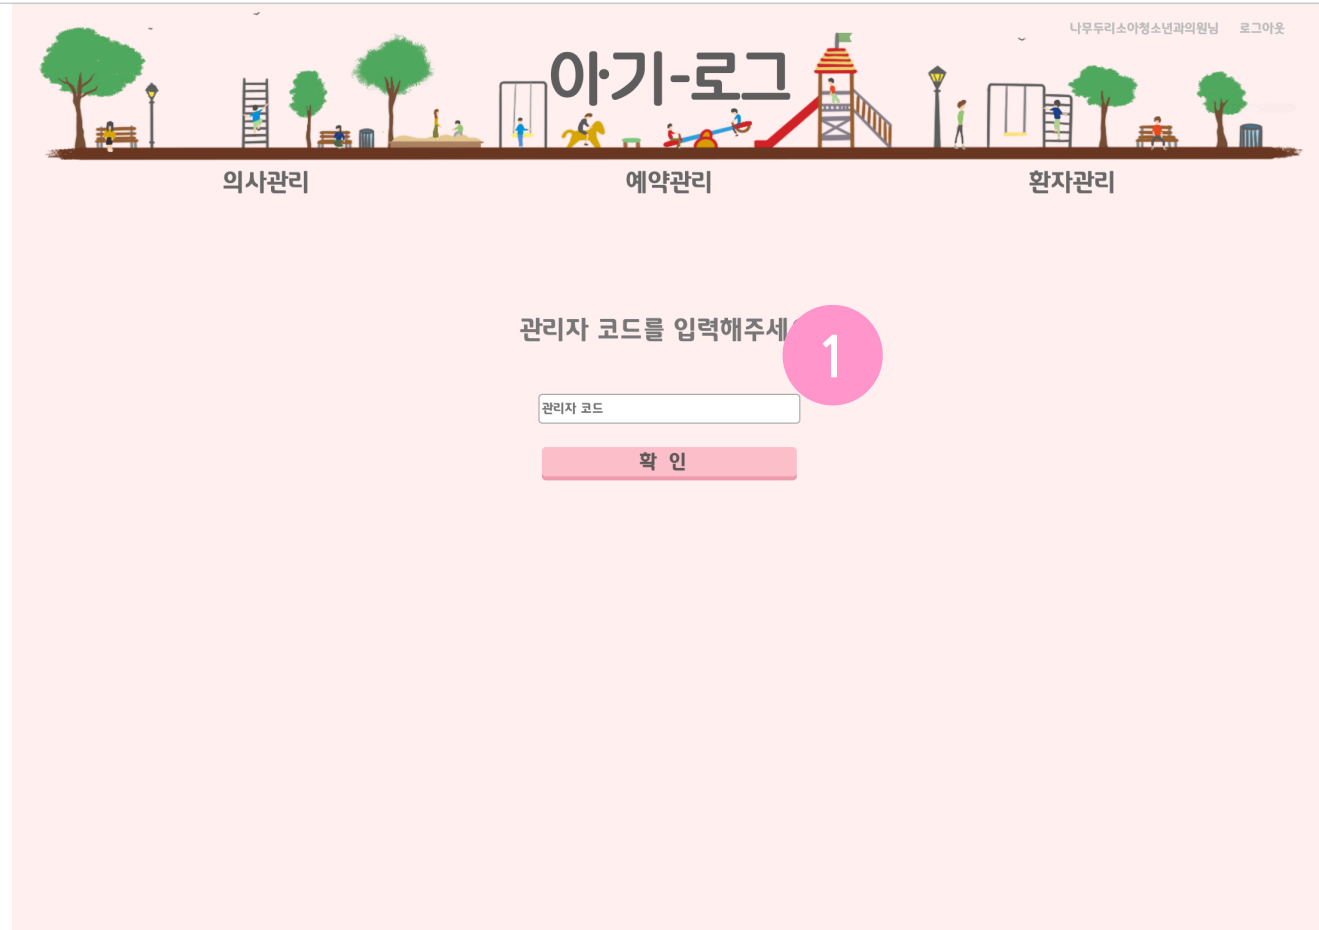 나무두리소아청소년과의원님 로그아웃
아기-로그
의사관리 예약관리 환자관리
관리자 코드를 입력해주세
1
관리자 코드
확 인